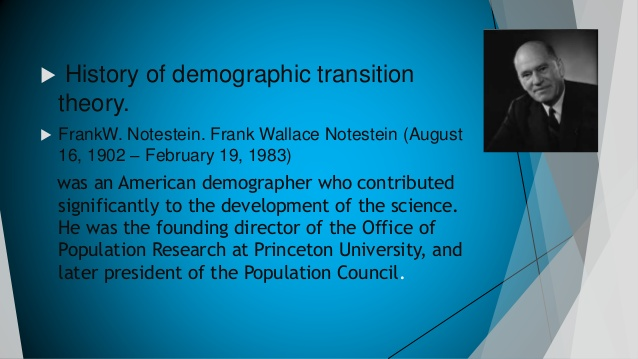 History of demographic transition
theory.
FrankW. Notestein. Frank Wallace Notestein (August
16, 1902 – February 19, 1983)
was an American demographer who contributed
significantly to the development of the science.
He was the founding director of the Office of
Population Research at Princeton University, and
later president of the Population Council.